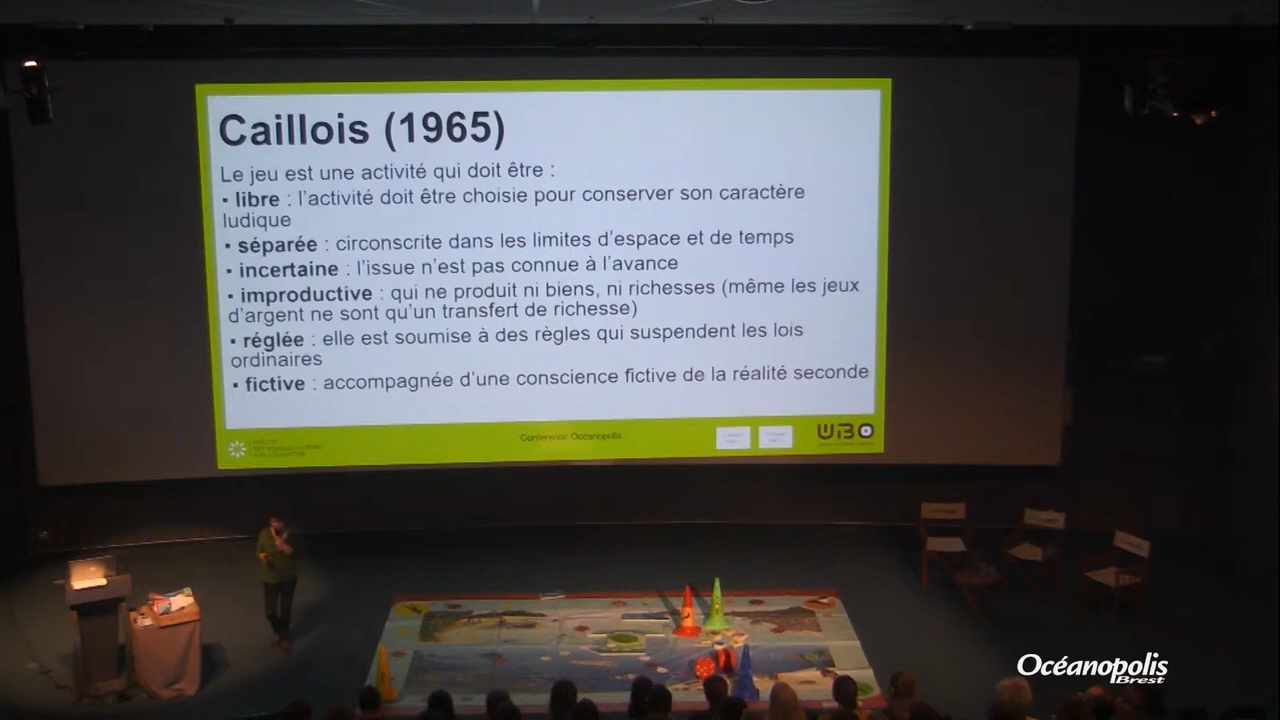 Caillois (1965)
Le jeu est une activité qui doit être :
▪ libre : l'activité doit être choisie pour conserver son caractère
ludique
▪ séparée : circonscrite dans les limites d'espace et de temps
▪ incertaine : l'issue n'est pas connue à l'avance
▪ improductive : qui ne produit ni biens, ni richesses (même les jeux
d'argent ne sont qu'un transfert de richesse)
▪ réglée : elle est soumise à des règles qui suspendent les lois
ordinaires
▪ fictive : accompagnée d'une conscience fictive de la réalité seconde
Conférence Océanopolis
UBO
Océanopolis
Brest